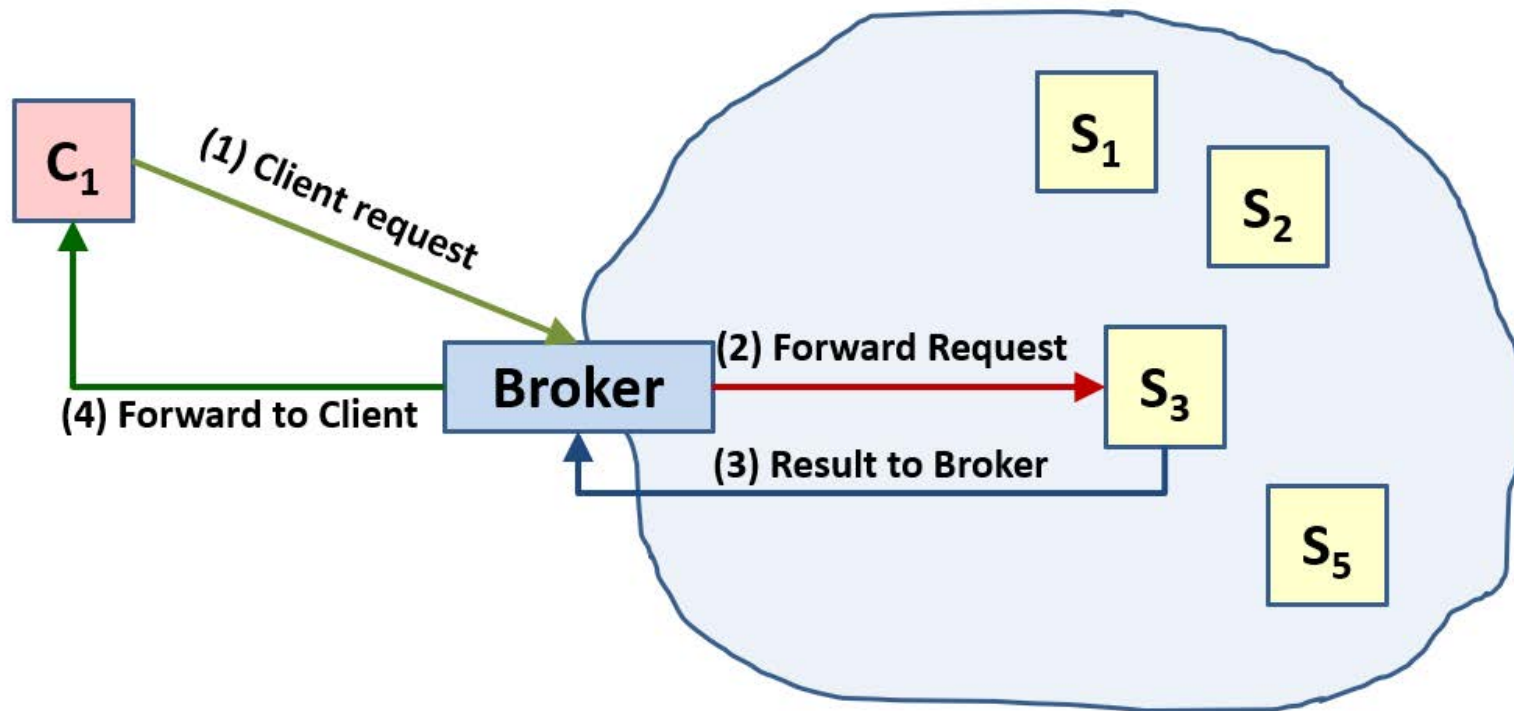 C₁
(1) Client request
S₁
S₂
(2) Forward Request
Broker
S₃
(4) Forward to Client
(3) Result to Broker
S₅